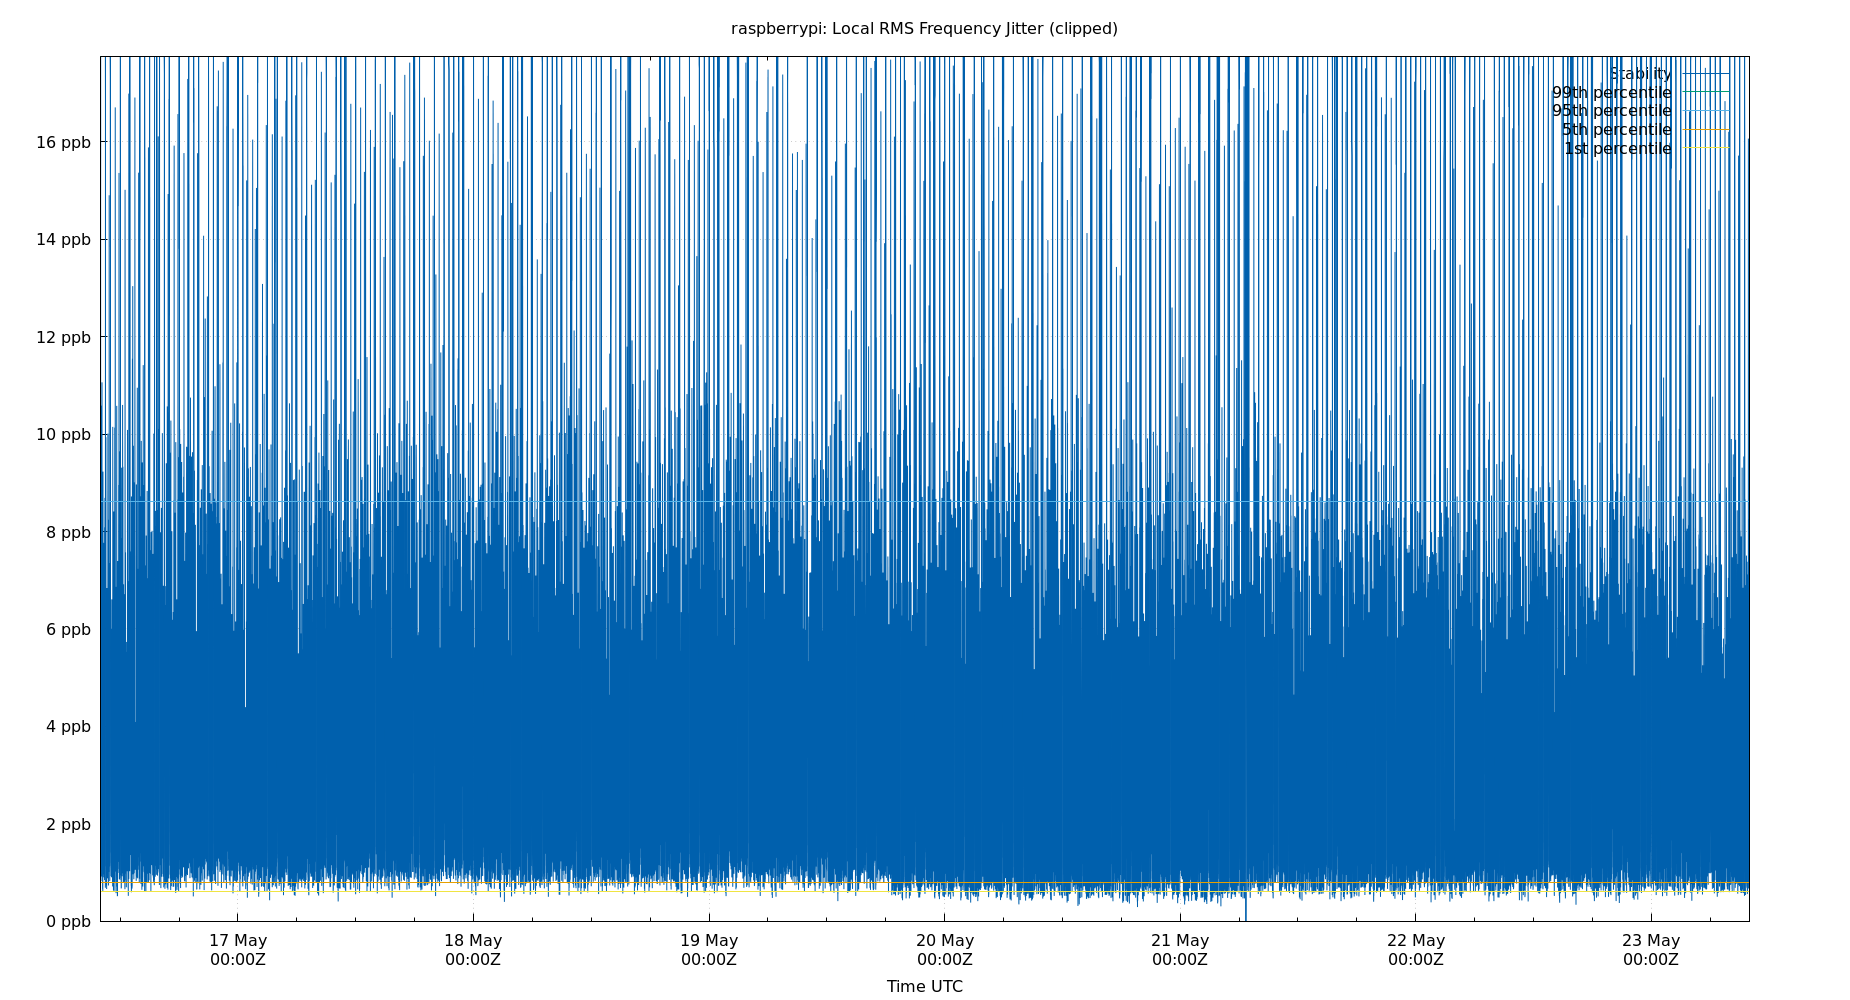 raspberrypi: Local RMS Frequency Jitter (clipped)
Stability
99th percentile
95th percentile
5th percentile
1st percentile
16 ppb
14 ppb
12 ppb
10 ppb
8 ppb
6 ppb
4 ppb
2 ppb
0 ppb
17 May 18 May 19 May 20 May 21 May 22 May 23 May
00:00Z 00:00Z 00:00Z 00:00Z 00:00Z 00:00Z 00:00Z
Time UTC